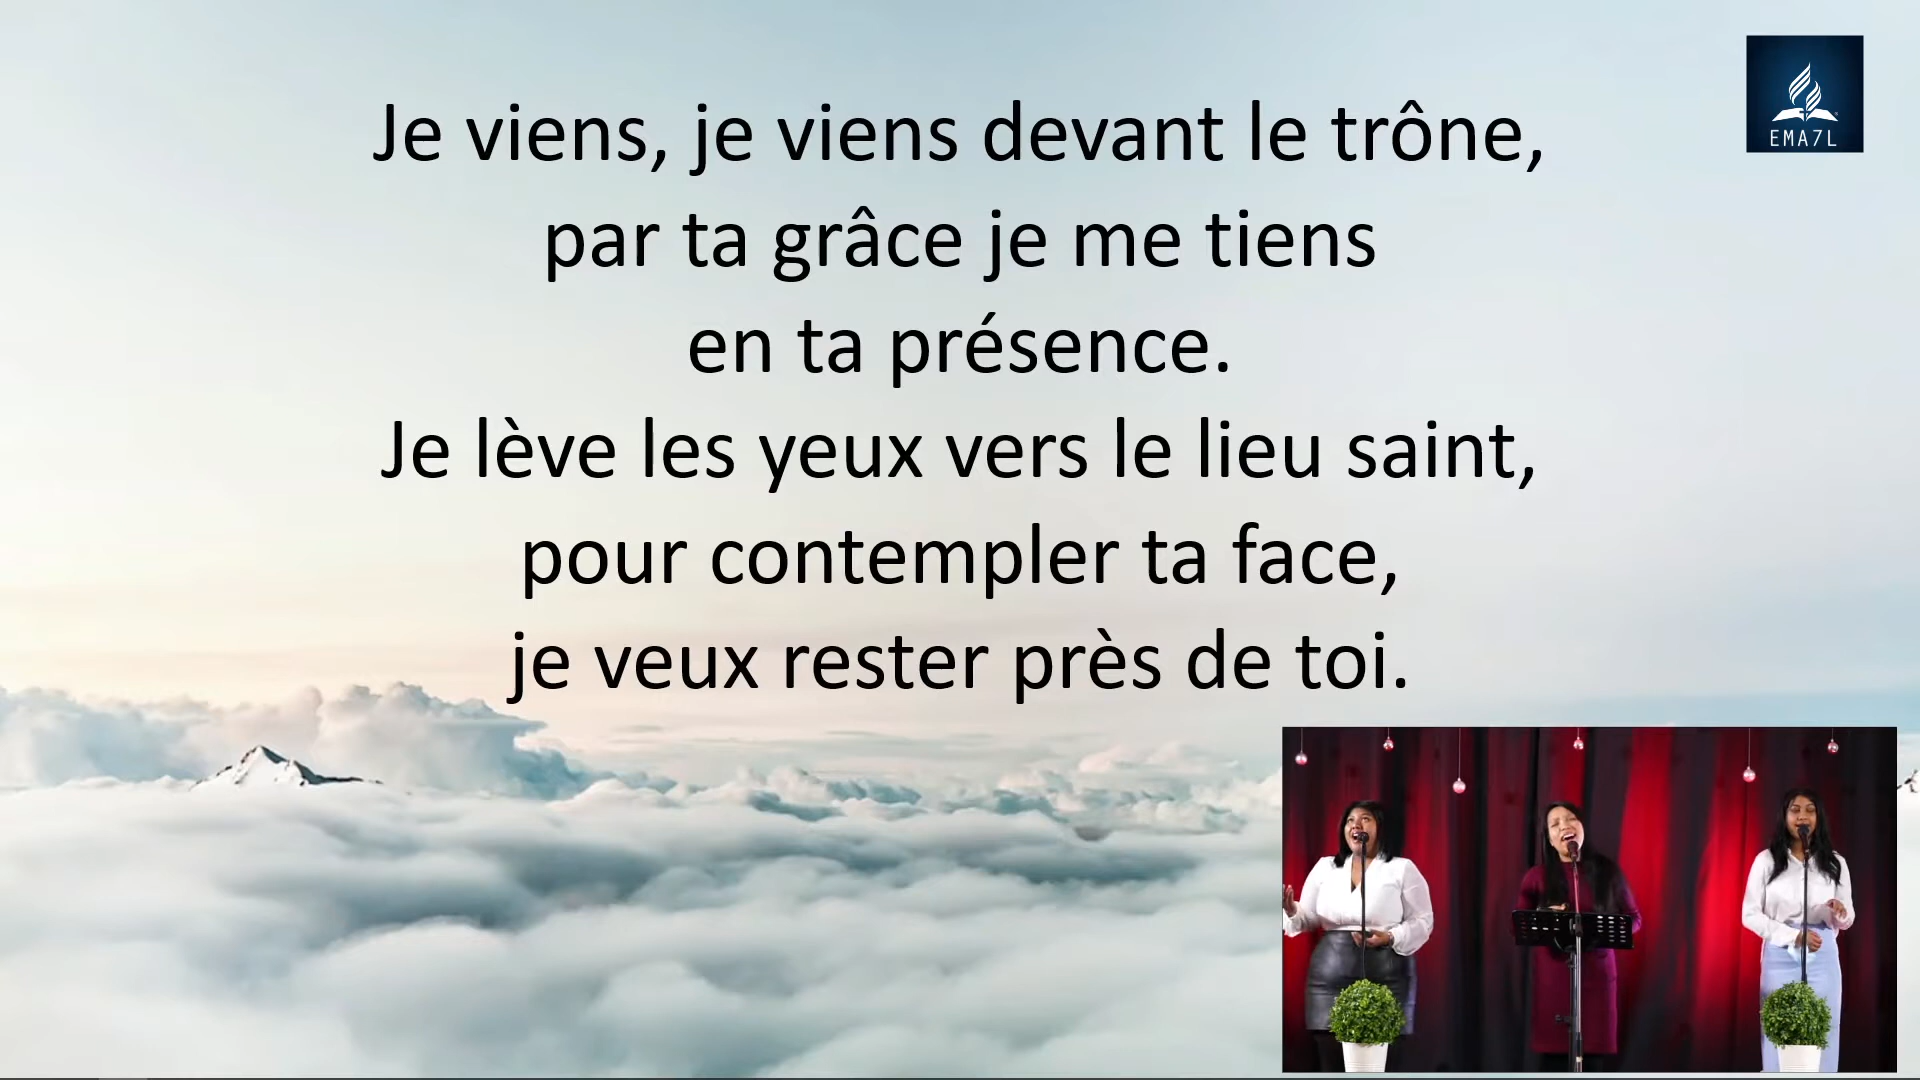 Je viens, je viens devant le trône,
par ta grâce je me tiens
en ta présence.
Je lève les yeux vers le lieu saint,
pour contempler ta face,
je veux rester près de toi.
EMA7L